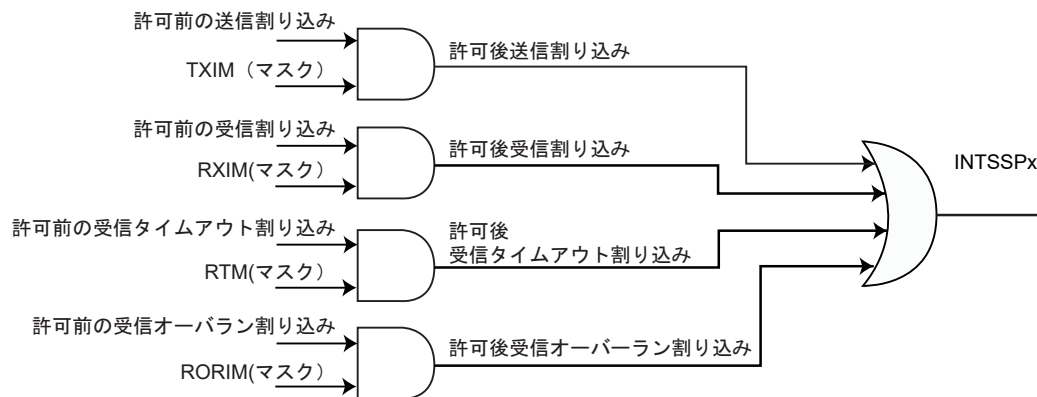 許可前の送信割り込み
TXIM（マスク）
許可後送信割り込み
許可前の受信割り込み
RXIM(マスク）
許可後受信割り込み
INTSSPx
許可前の受信タイムアウト割り込み
RTM(マスク）
許可後
受信タイムアウト割り込み
許可前の受信オーバラン割り込み
RORIM(マスク）
許可後受信オーバーラン割り込み